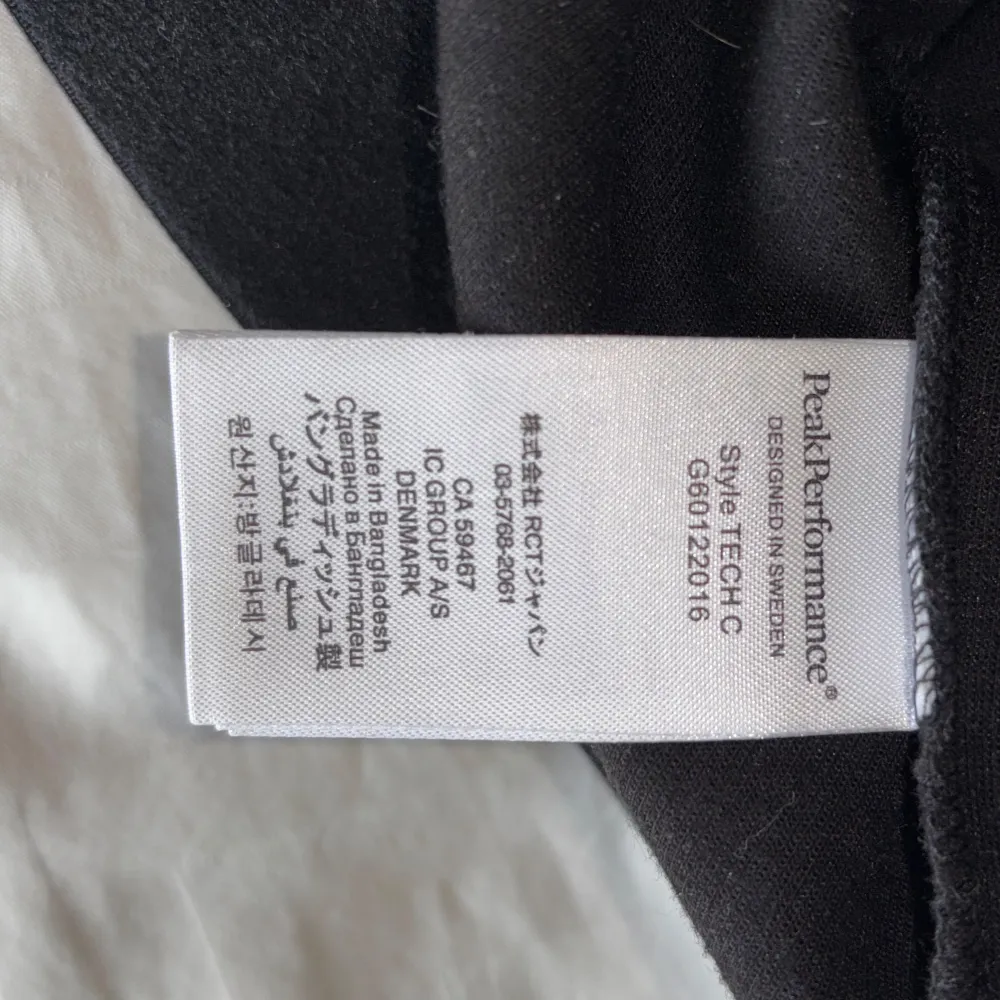 PeakPerformance®
DESIGNED IN SWEDEN
Style TECH C
G60122016
株式会社 RCTジャパン
03-5768-2061
CA 59467
IC GROUP A/S
DENMARK
Made in Bangladesh
Сделано в Бангладеш
バングラディッシュ製
صنع في بنغلادش
원산지:방글라데시